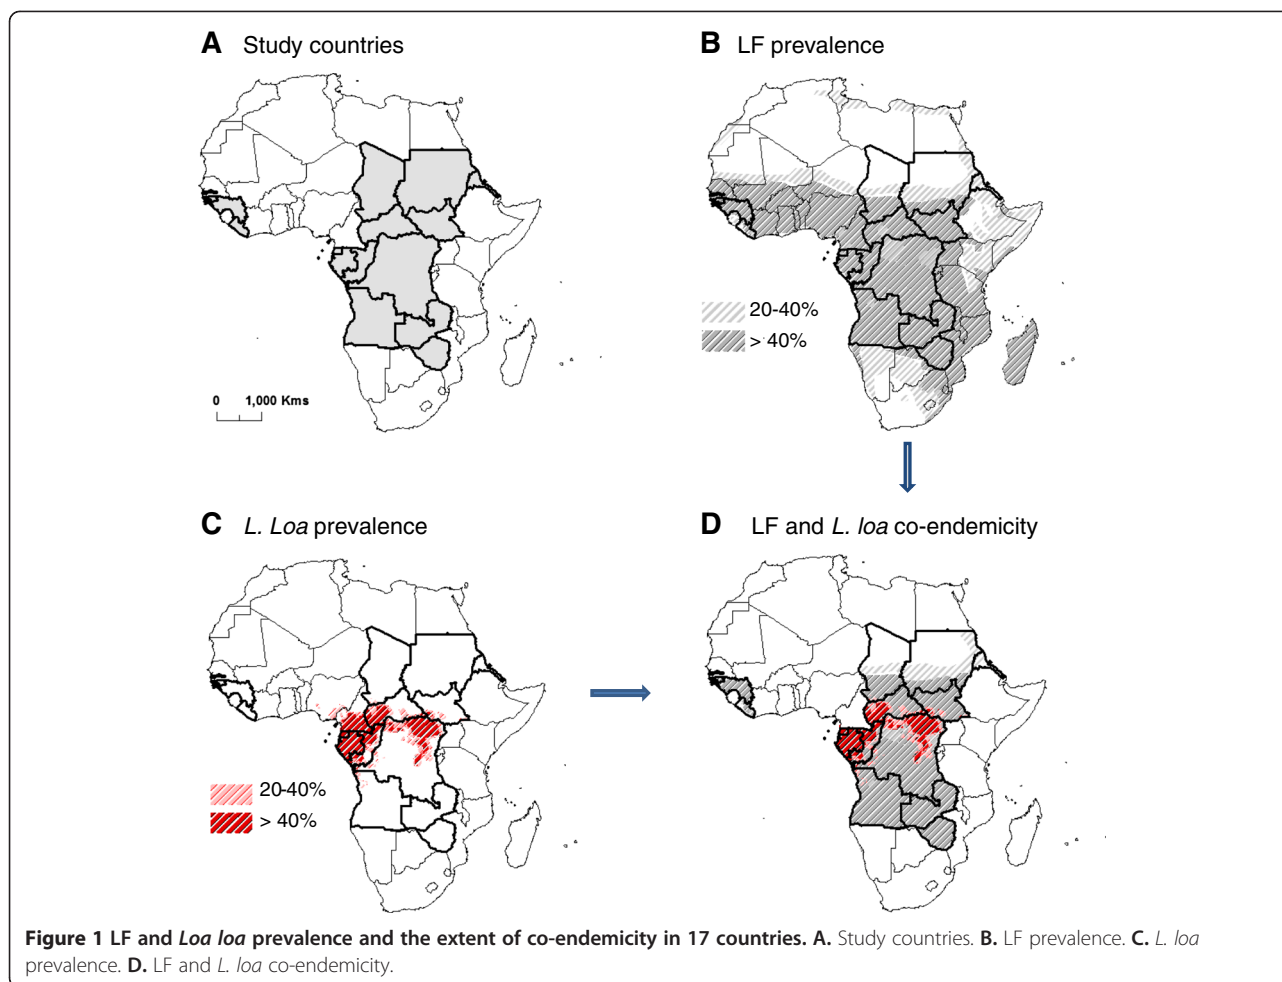 A Study countries
B LF prevalence
0 1,000 Kms
20-40%
> 40%
C L. Loa prevalence
D LF and L. loa co-endemicity
20-40%
> 40%
Figure 1 LF and Loa loa prevalence and the extent of co-endemicity in 17 countries. A. Study countries. B. LF prevalence. C. L. loa
prevalence. D. LF and L. loa co-endemicity.